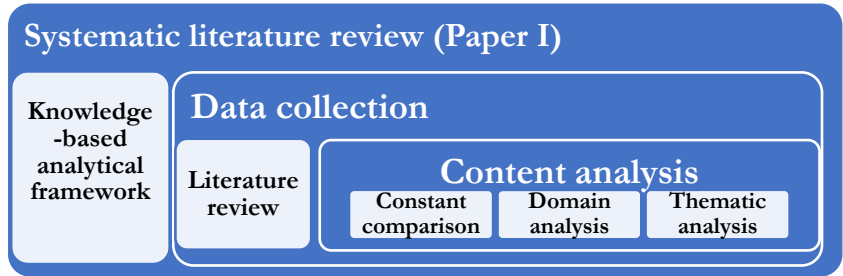 Systematic literature review (Paper I)
Knowledge
-based
analytical
framework
Data collection
Literature
review
Content analysis
Constant
comparison
Domain
analysis
Thematic
analysis